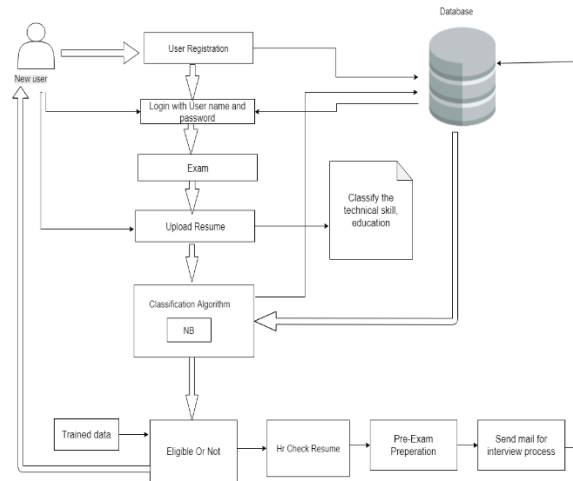 Database
User Registration
New user
Login with User name and
password
Exam
Upload Resume
Classify the
technical skill,
education
Classification Algorithm
NB
Trained data
Eligible Or Not
Hr Check Resume
Pre-Exam
Preperation
Send mail for
interview process